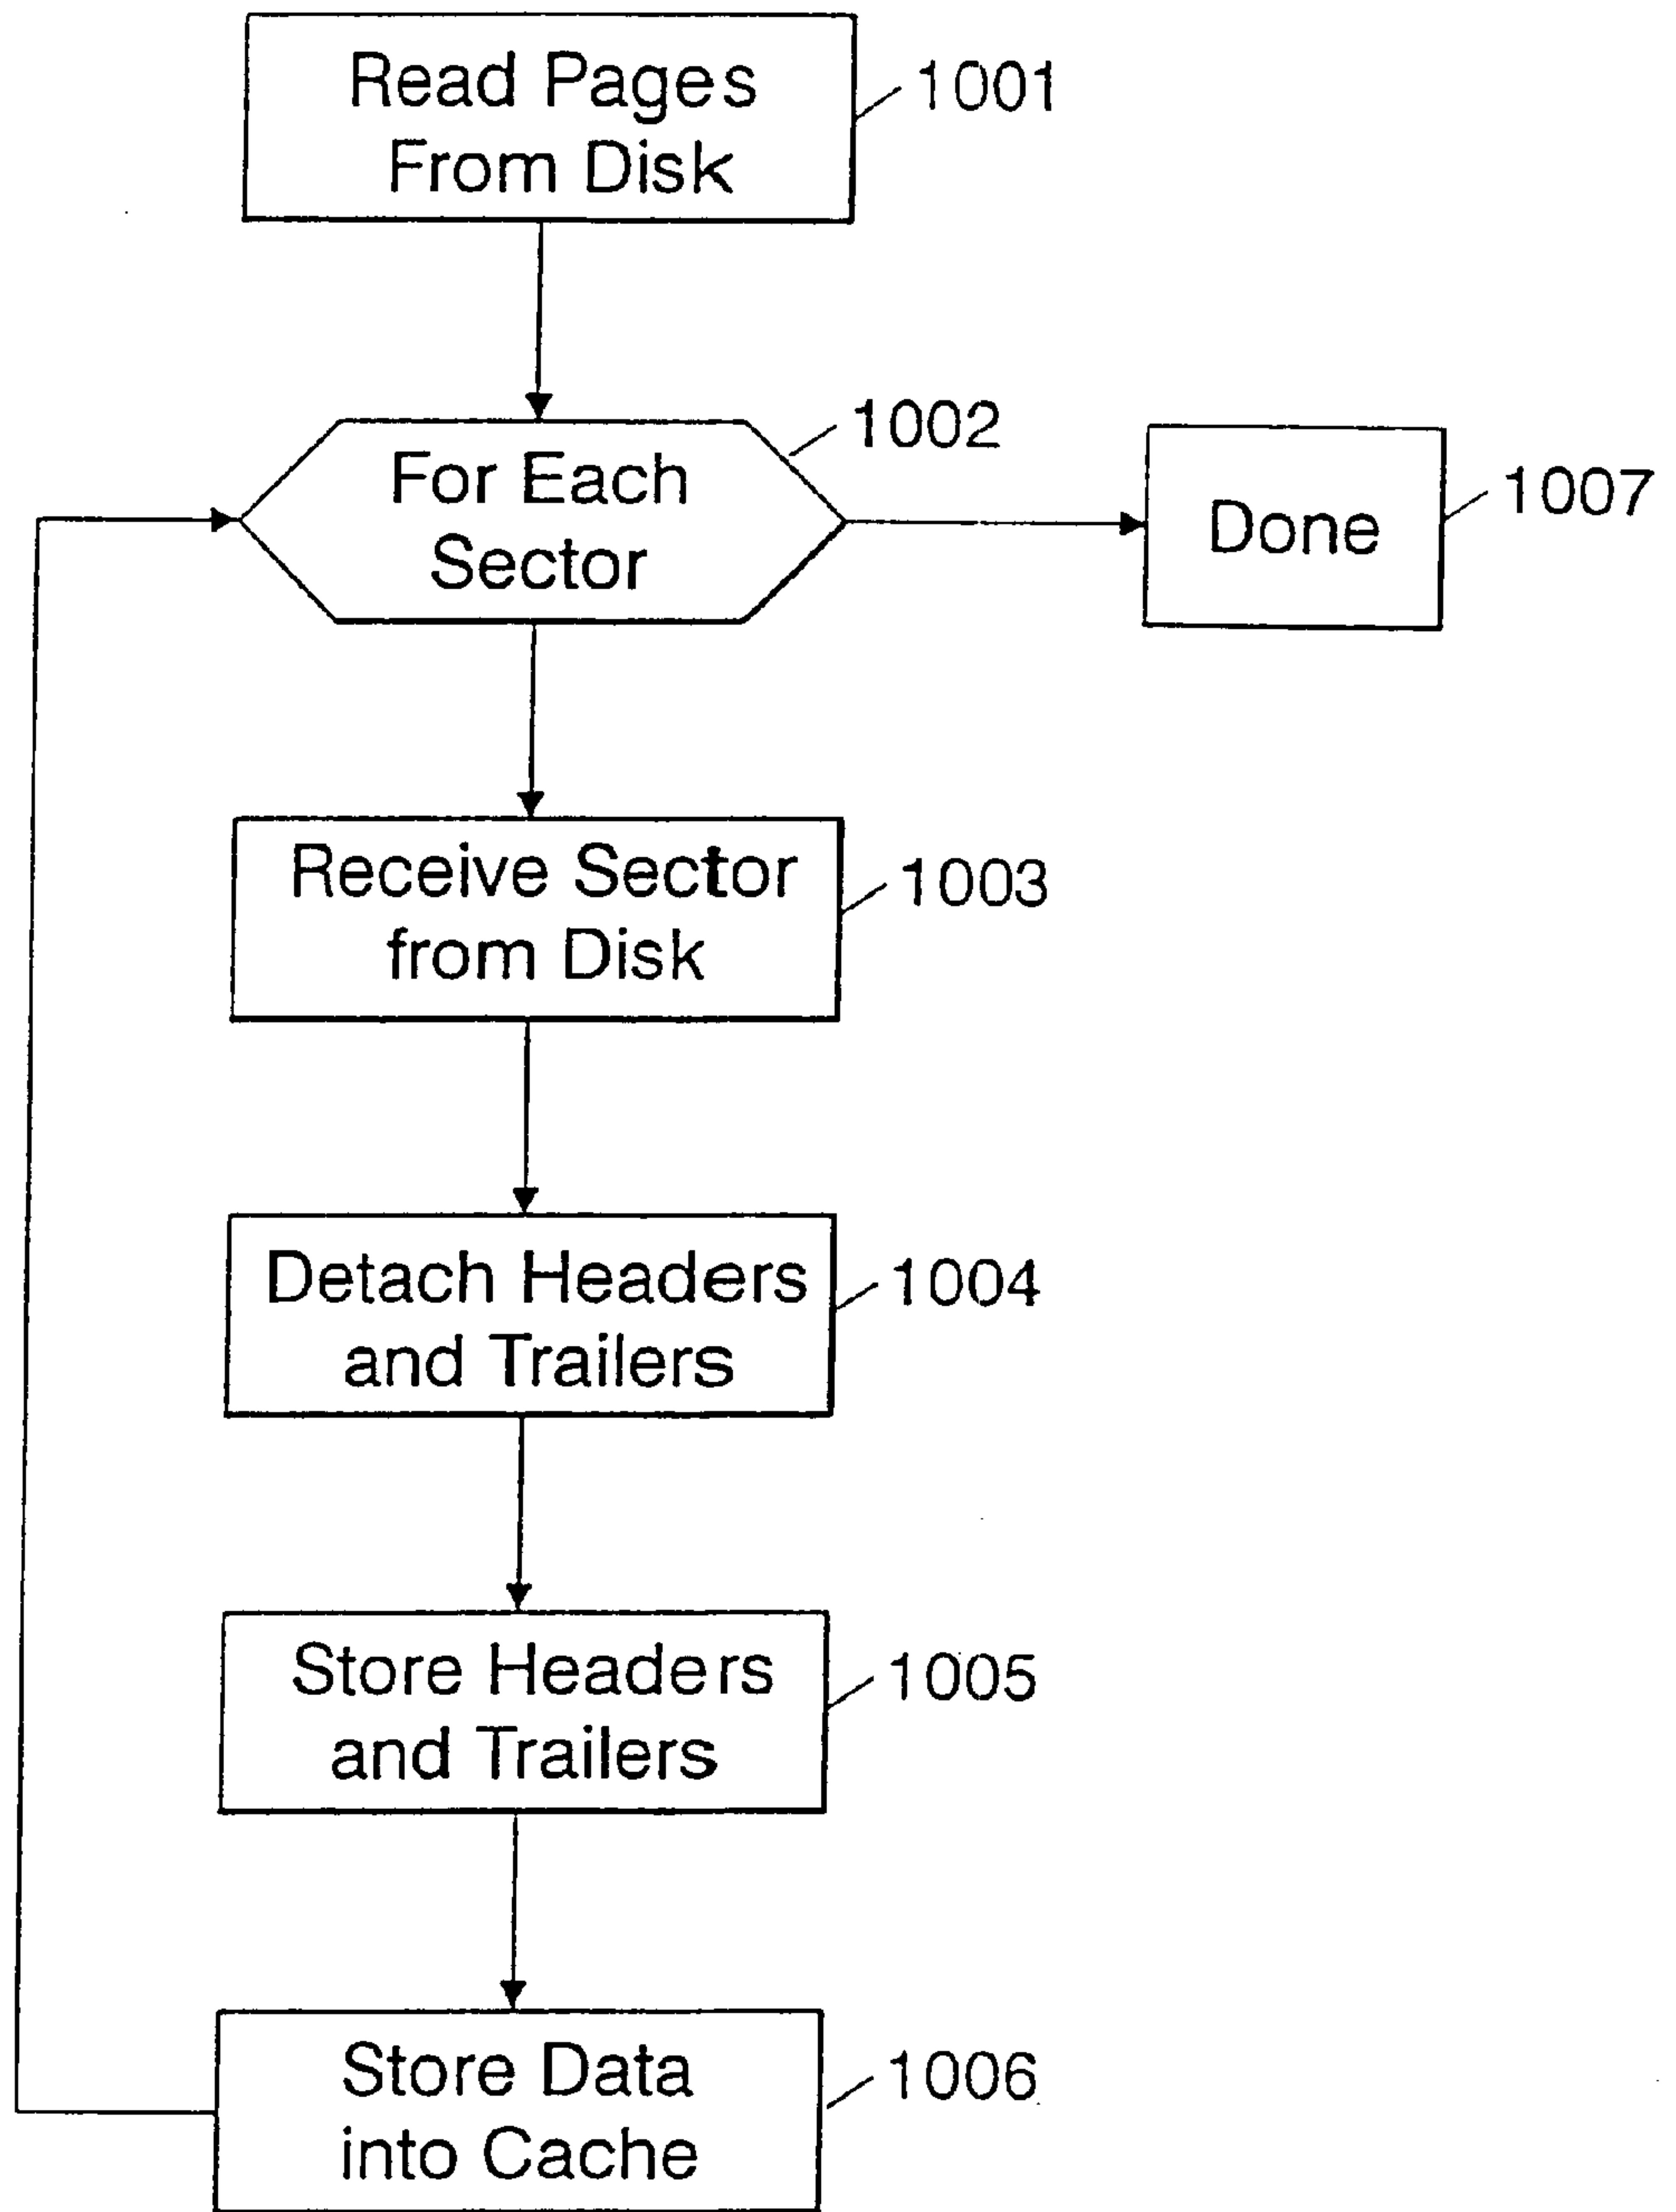 Read Pages
From Disk
1001
For Each
Sector
1002
Done
1007
Receive Sector
from Disk
1003
Detach Headers
and Trailers
1004
Store Headers
and Trailers
1005
Store Data
into Cache
1006